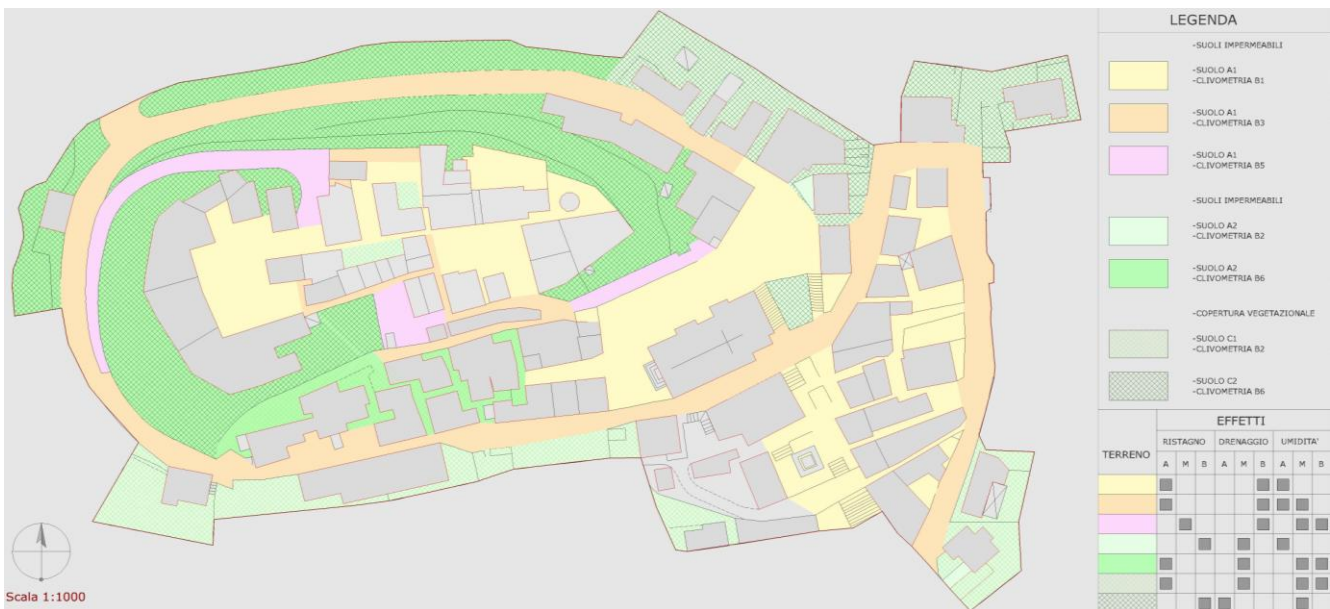 LEGENDA
-SUOLI IMPERMEABILI
-SUOLO A1
-CLIVOMETRIA B1
-SUOLO A1
-CLIVOMETRIA B3
-SUOLO A1
-CLIVOMETRIA B5
-SUOLI IMPERMEABILI
-SUOLO A2
-CLIVOMETRIA B2
-SUOLO A2
-CLIVOMETRIA B6
-COPERTURA VEGETAZIONALE
-SUOLO C1
-CLIVOMETRIA B2
-SUOLO C2
-CLIVOMETRIA B6
EFFETTI
TERRENO RISTAGNO DRENAGGIO UMIDITA'
A M B A M B A M B
Scala 1:1000